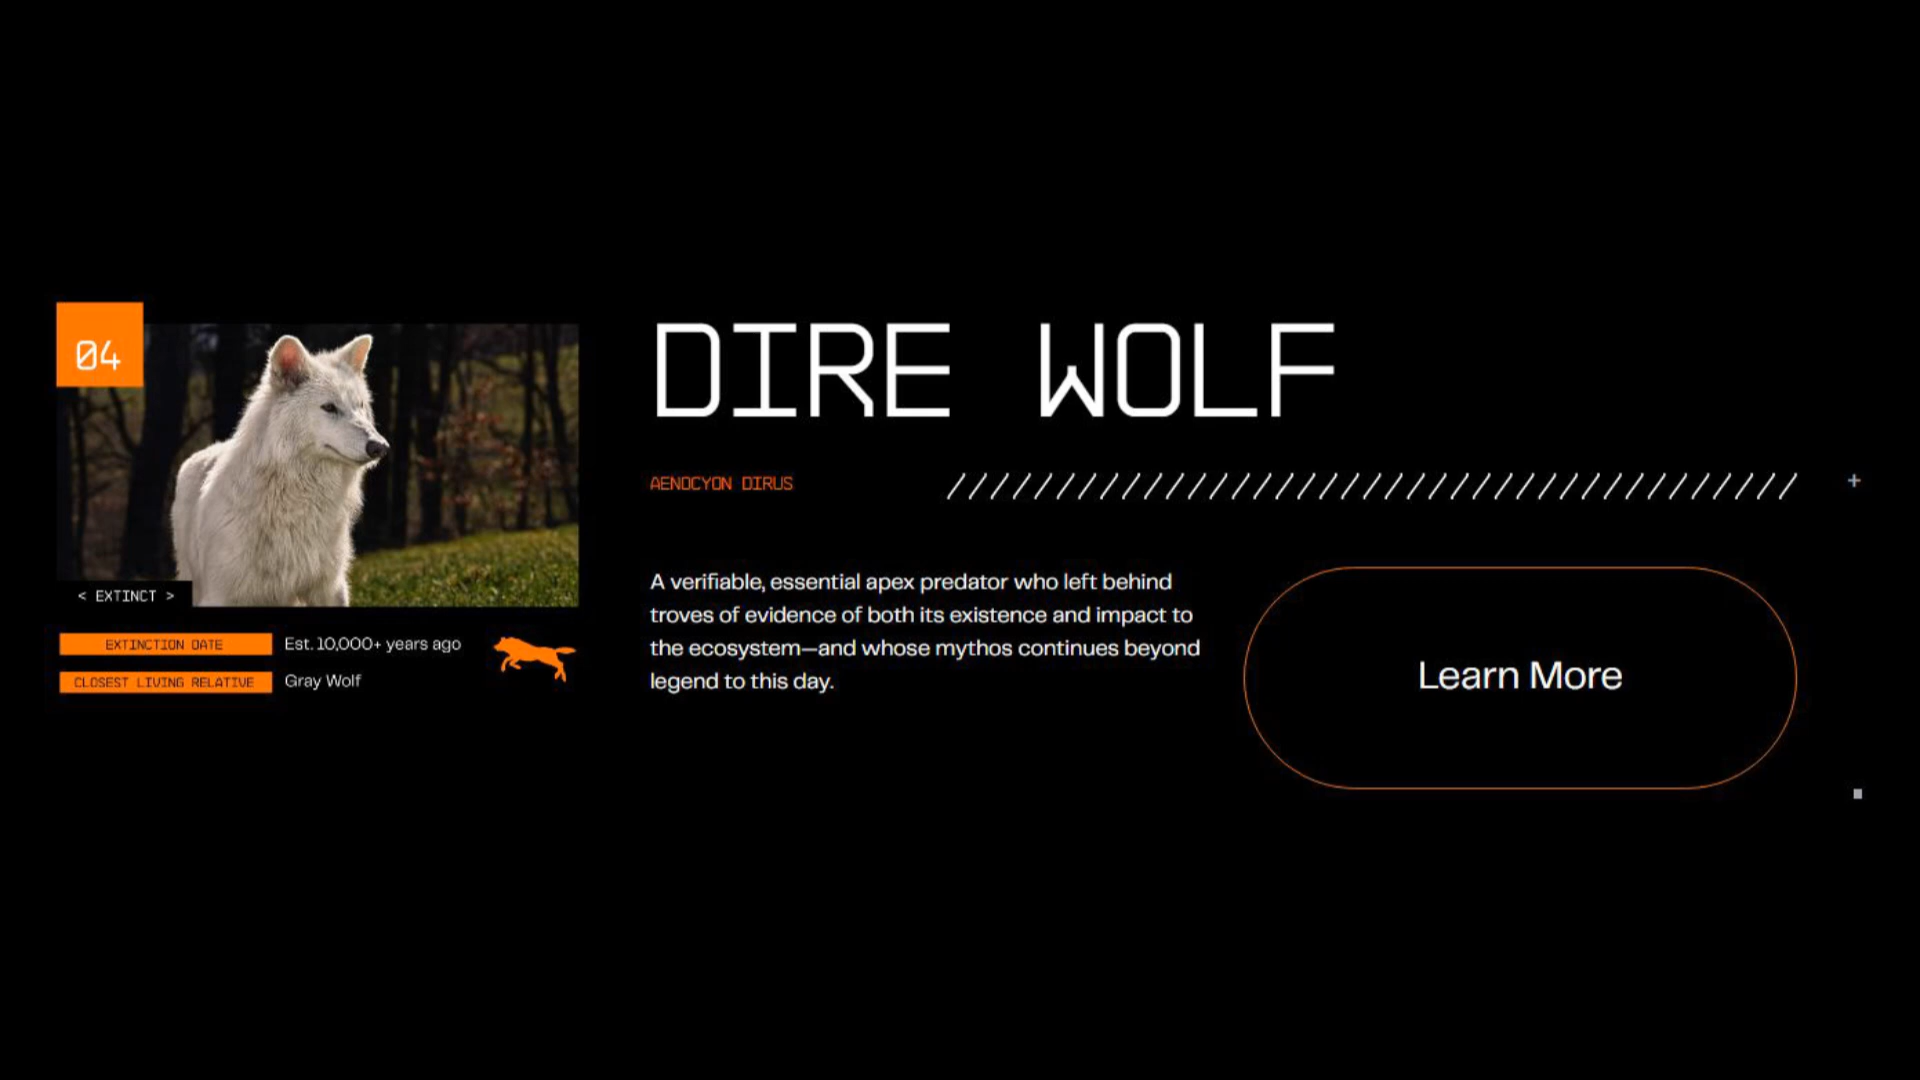 04
< EXTINCT >
EXTINCTION DATE Est. 10,000+ years ago
CLOSEST LIVING RELATIVE Gray Wolf
DIRE WOLF
AENOCYON DIRUS
A verifiable, essential apex predator who left behind
troves of evidence of both its existence and impact to
the ecosystem—and whose mythos continues beyond
legend to this day.
Learn More